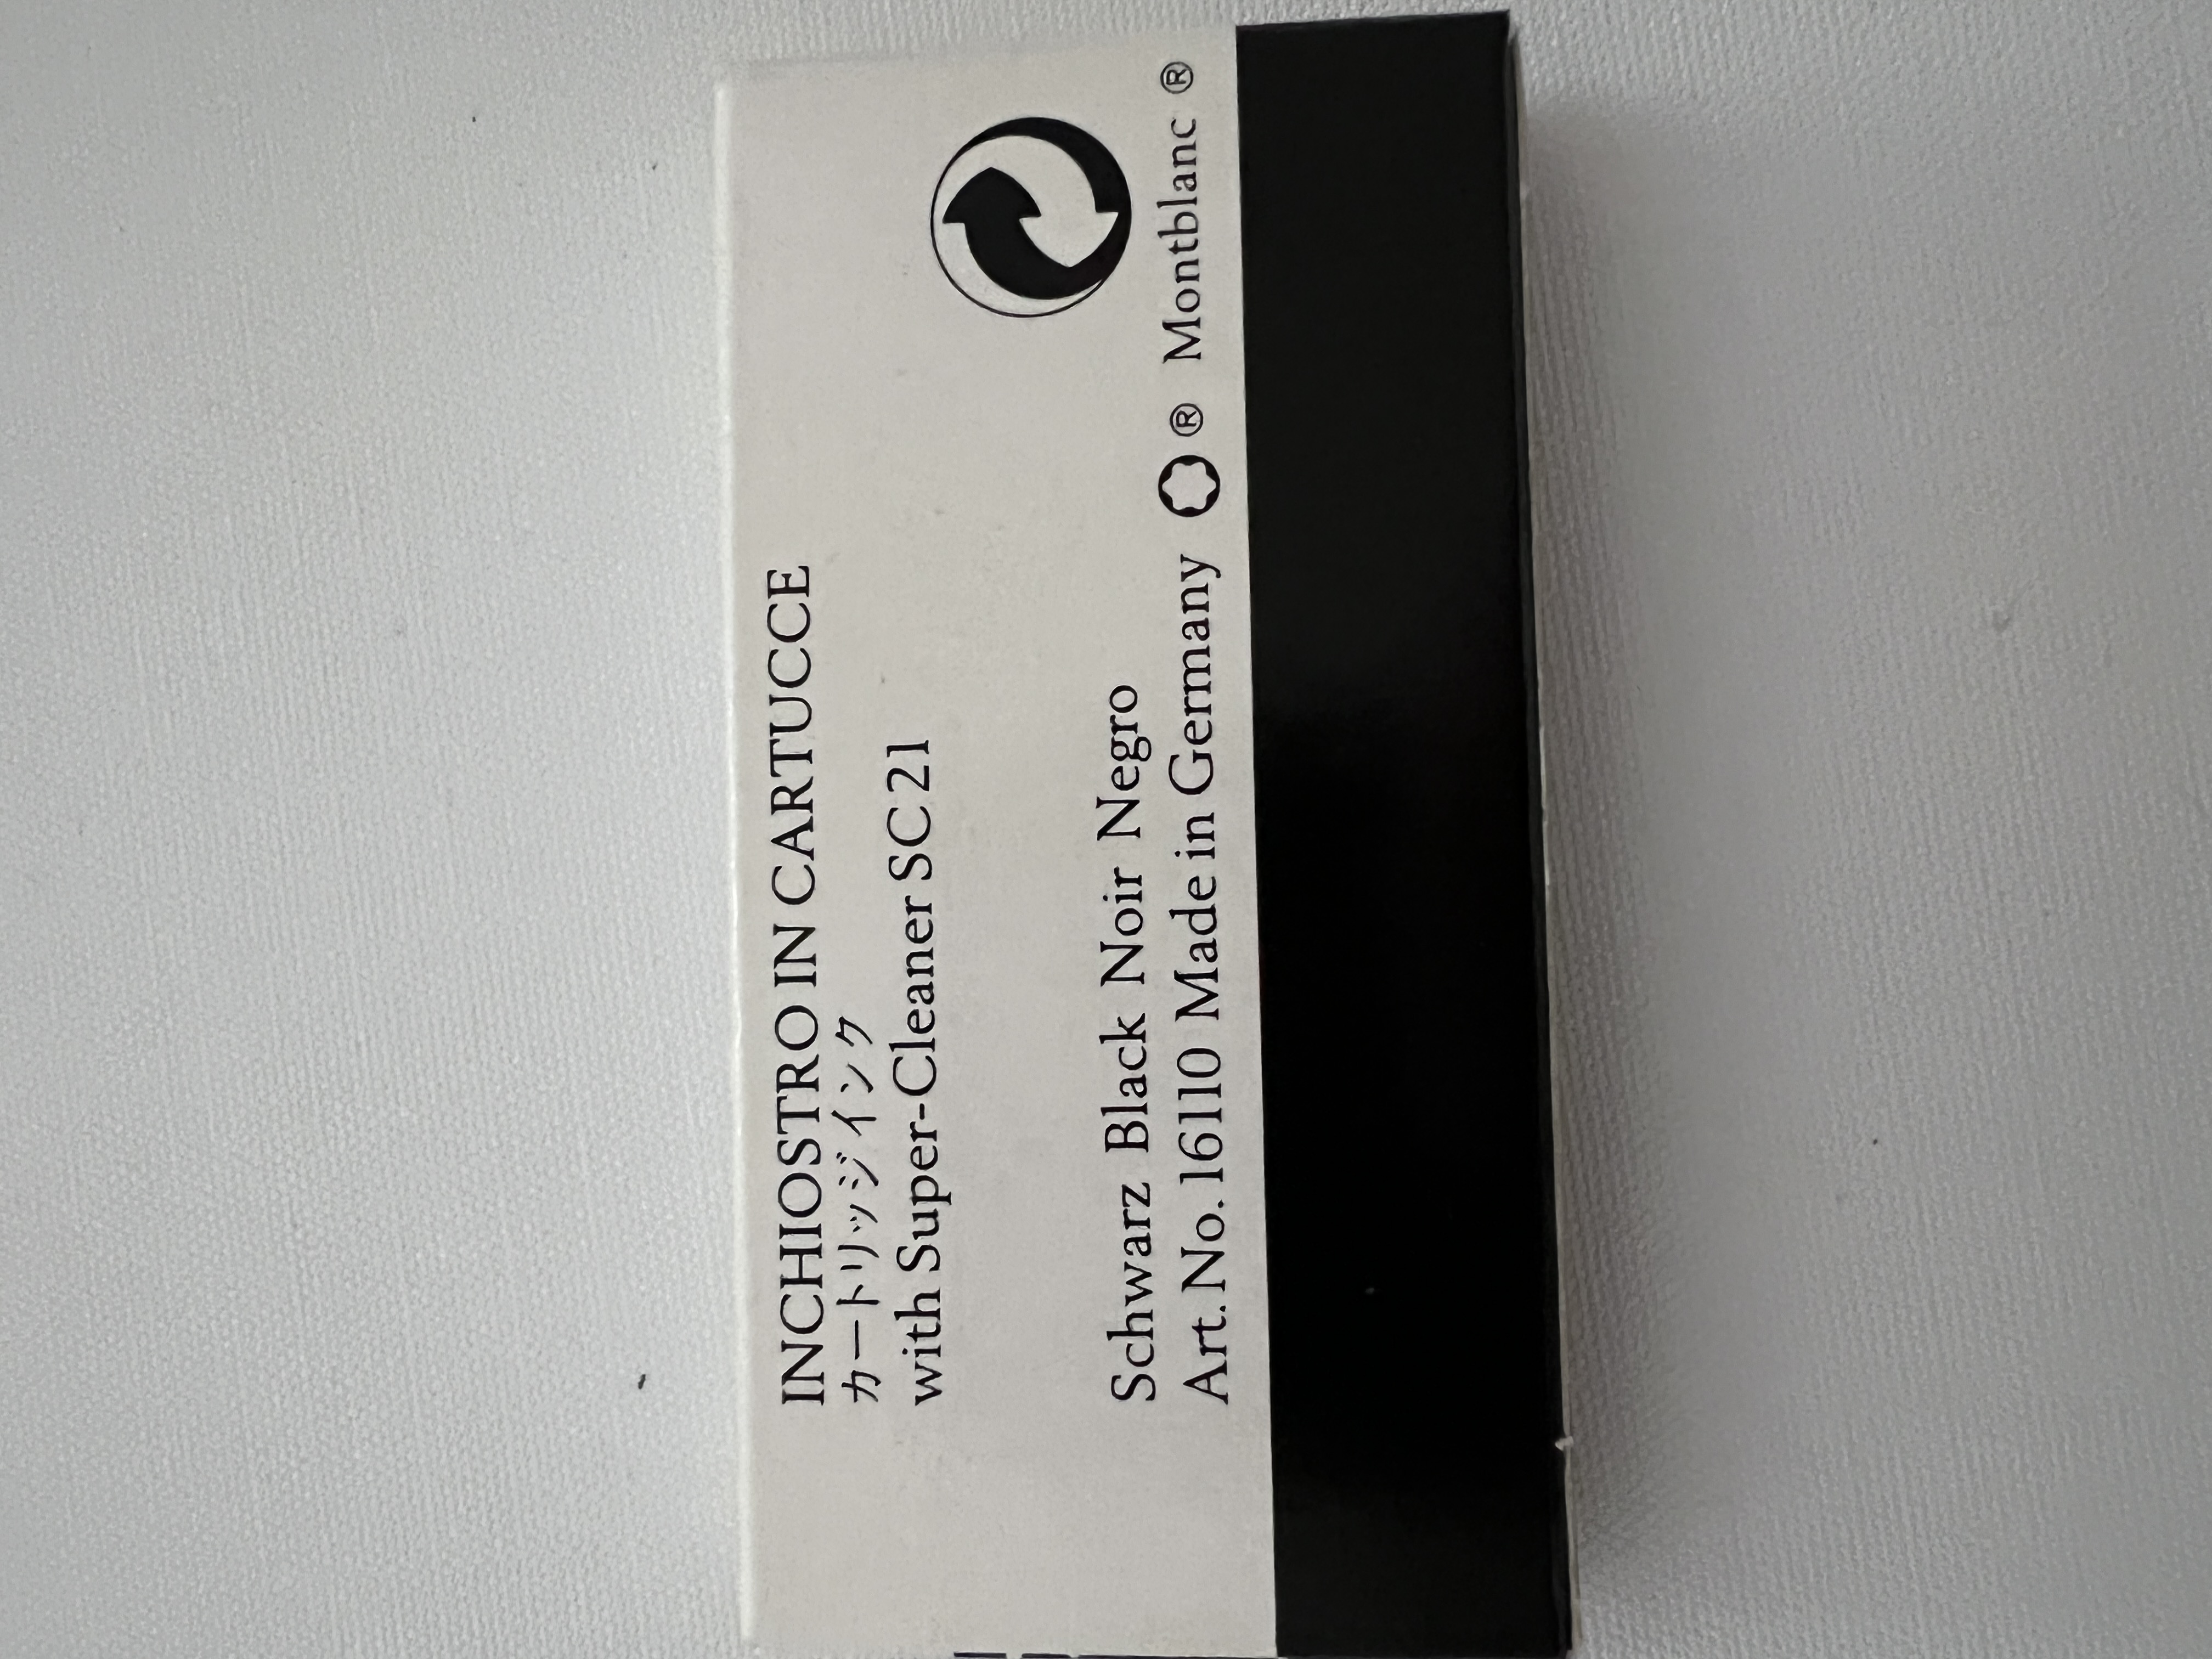 INCHIOSTRO IN CARTUCCE
カートリッジインク
with Super-Cleaner SC21
Schwarz Black Noir Negro
Art.No.16110 Made in Germany ® Montblanc ®